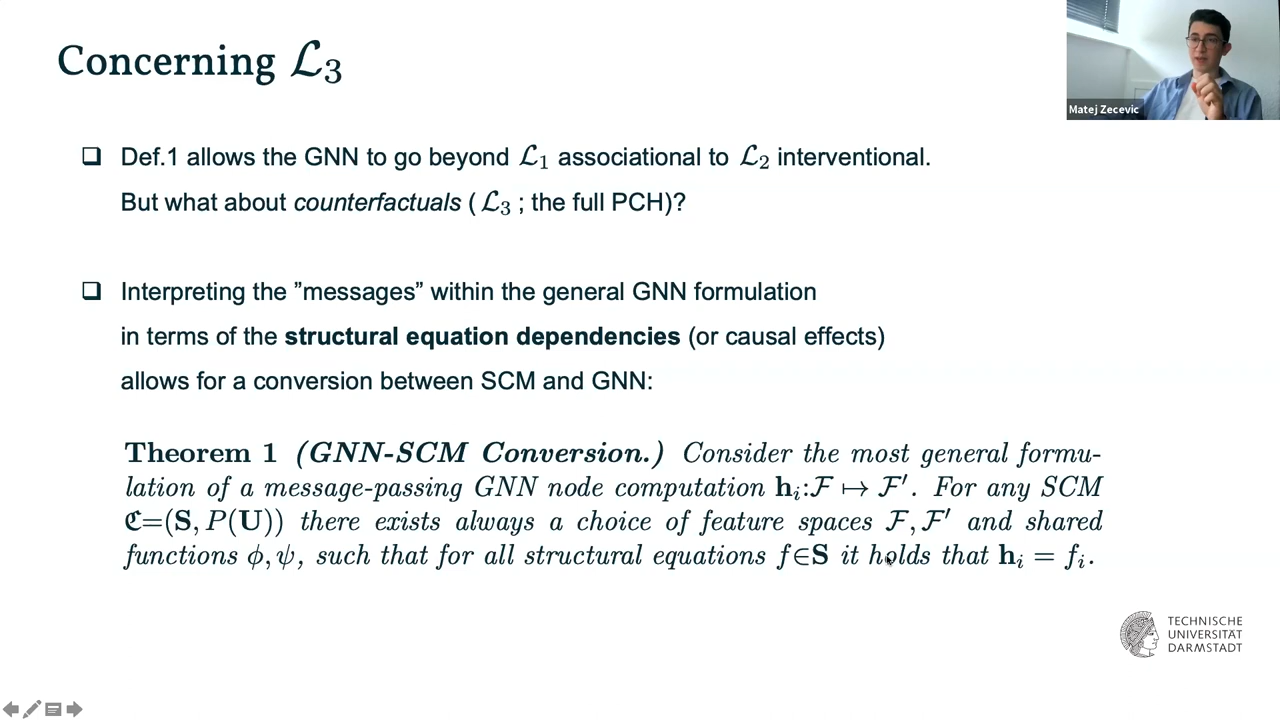 Concerning ℒ₃
Matej Zecevic
❑ Def.1 allows the GNN to go beyond ℒ₁ associational to ℒ₂ interventional.
But what about counterfactuals ( ℒ₃ ; the full PCH)?
❑ Interpreting the ”messages” within the general GNN formulation
in terms of the structural equation dependencies (or causal effects)
allows for a conversion between SCM and GNN:
Theorem 1 (GNN-SCM Conversion.) Consider the most general formu-
lation of a message-passing GNN node computation hᵢ:ℱ ↦ ℱ′. For any SCM
ℭ=(S, P(U)) there exists always a choice of feature spaces ℱ, ℱ′ and shared
functions ϕ, ψ, such that for all structural equations f∈S it holds that hᵢ = fᵢ.
TECHNISCHE
UNIVERSITÄT
DARMSTADT